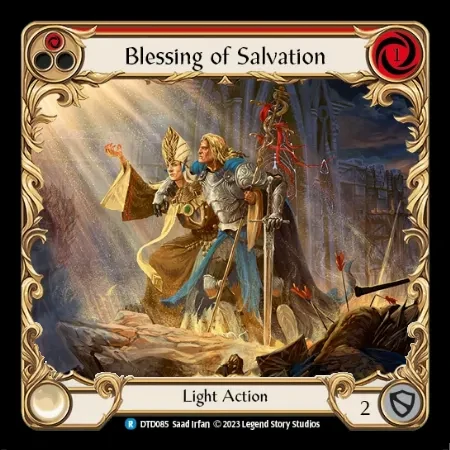 Blessing of Salvation
1
Light Action
2
R DTD085 Saad Irfan © 2023 Legend Story Studios